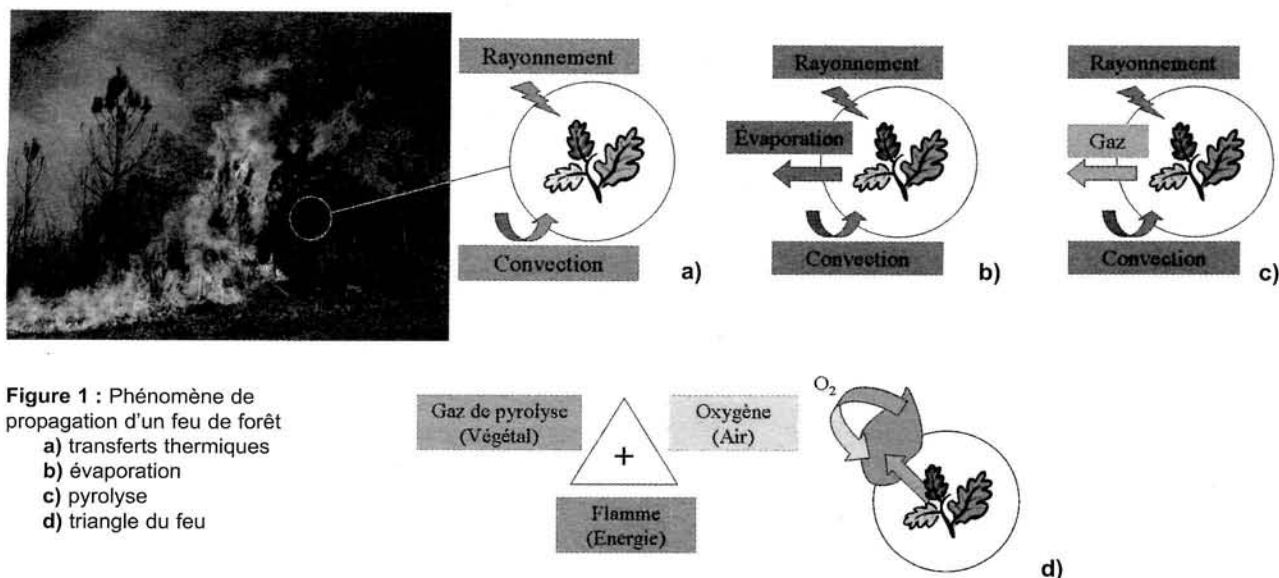 Rayonnement
Convection
a)
Rayonnement
Évaporation
Convection
b)
Rayonnement
Gaz
Convection
c)
Figure 1 : Phénomène de
propagation d'un feu de forêt
a) transferts thermiques
b) évaporation
c) pyrolyse
d) triangle du feu
Gaz de pyrolyse
(Végétal)
+
Oxygène
(Air)
Flamme
(Energie)
O2
d)